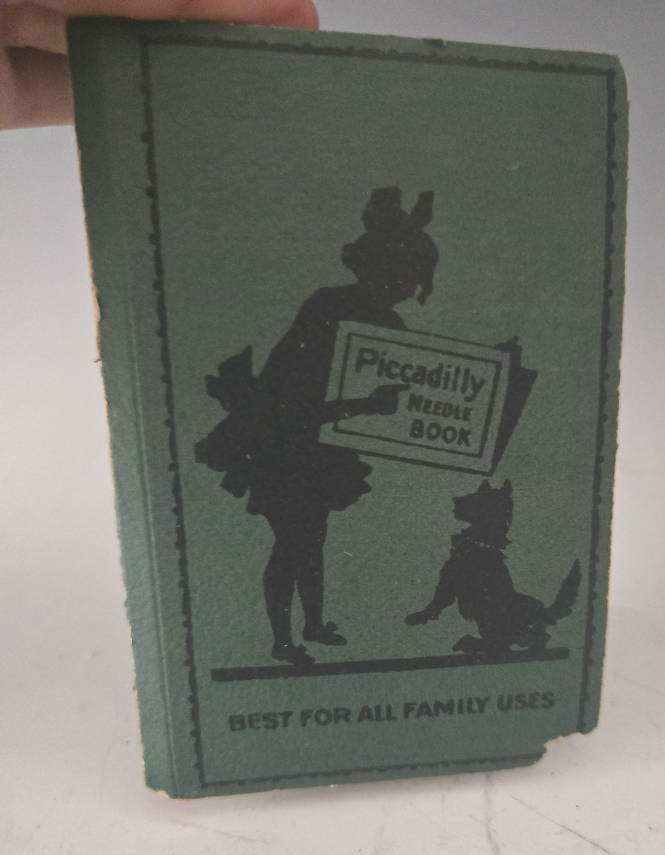 Piccadilly
NEEDLE
BOOK
BEST FOR ALL FAMILY USES